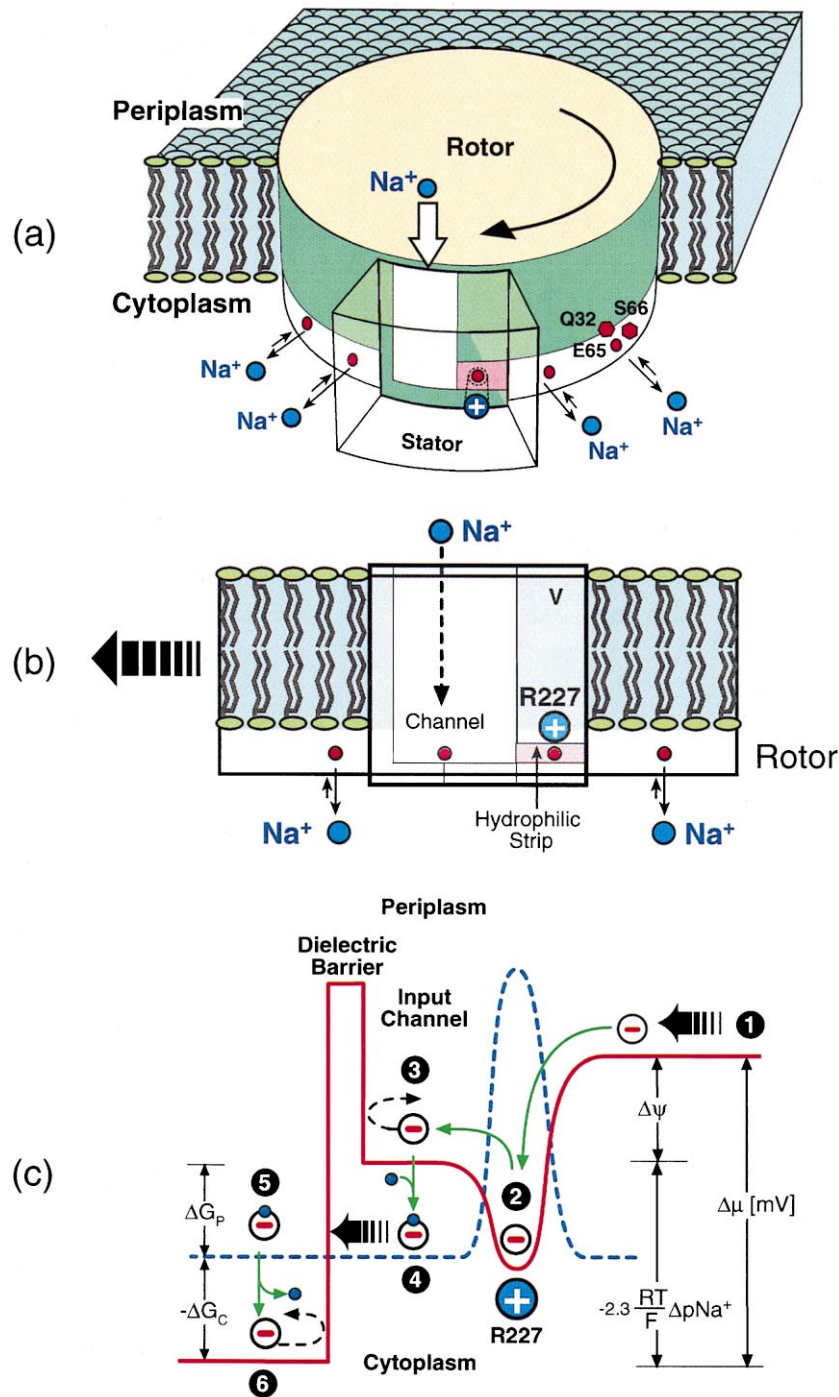 (a)
Periplasm
Rotor
Na⁺
Cytoplasm
Q32
S66
E65
Na⁺
Na⁺
Na⁺
Na⁺
+
Stator
(b)
Na⁺
V
R227
+
Channel
Rotor
Hydrophilic
Strip
Na⁺
Na⁺
(c)
Periplasm
Dielectric
Barrier
Input
Channel
1
3
Δψ
5
2
ΔG_P
Δμ [mV]
4
+
R227
-2.3 RT/F ΔpNa⁺
-ΔG_C
Cytoplasm
6